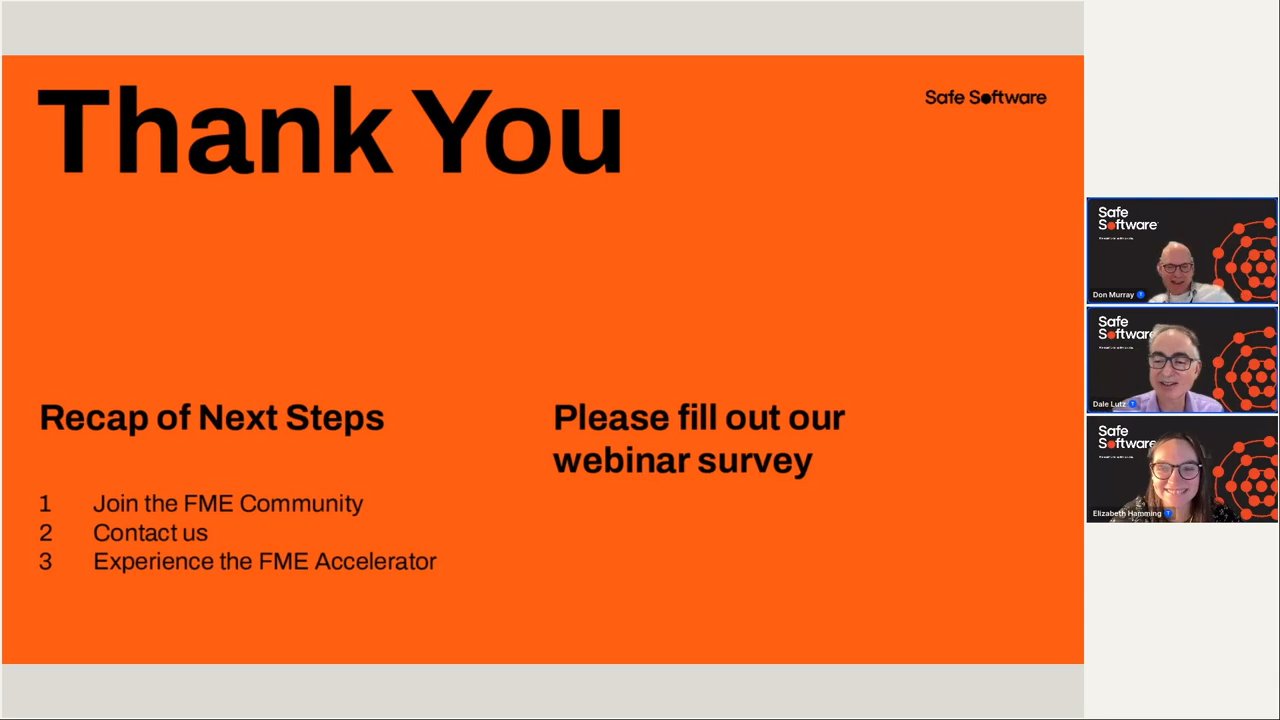 Thank You
Safe Software
Recap of Next Steps
1 Join the FME Community
2 Contact us
3 Experience the FME Accelerator
Please fill out our
webinar survey
Safe
Software
Don Murray
Safe
Software
Dale Lutz
Safe
Software
Elizabeth Hamming